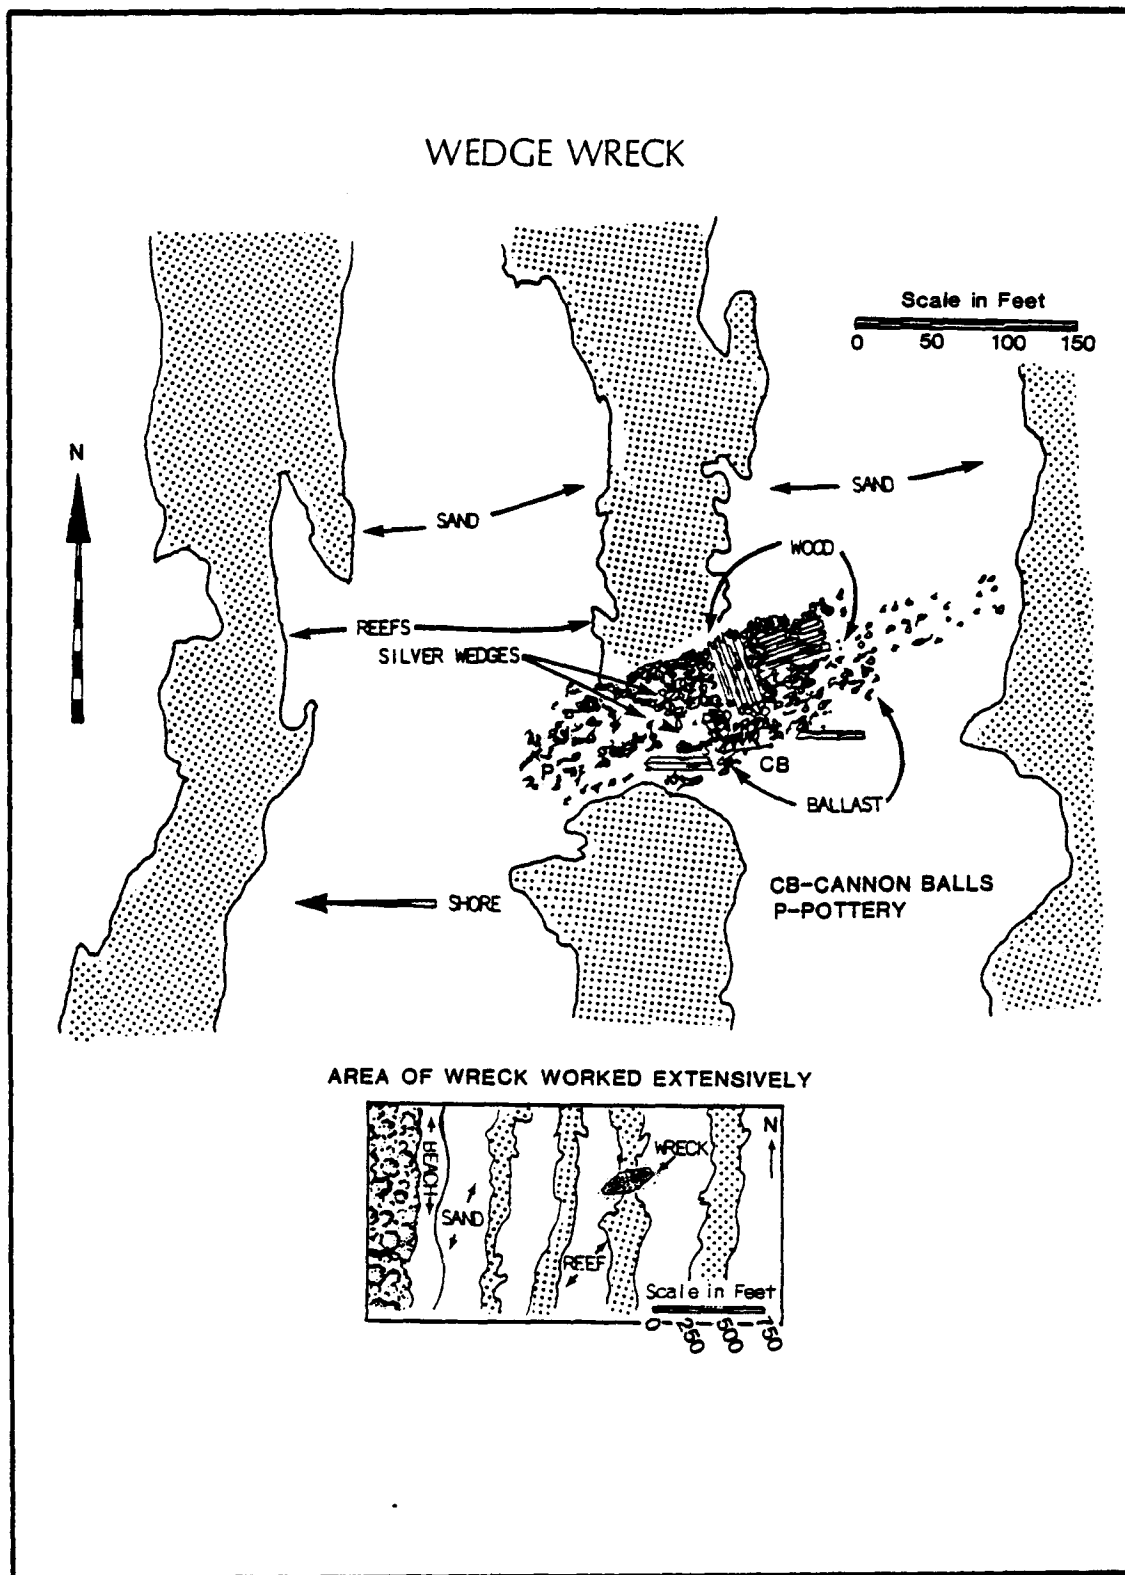 WEDGE WRECK
Scale in Feet
0 50 100 150
N
SAND
SAND
WOOD
REEFS
SILVER WEDGES
P
CB
BALLAST
SHORE
CB-CANNON BALLS
P-POTTERY
AREA OF WRECK WORKED EXTENSIVELY
BEACH
N
WRECK
SAND
REEF
Scale in Feet
0 250 500 750